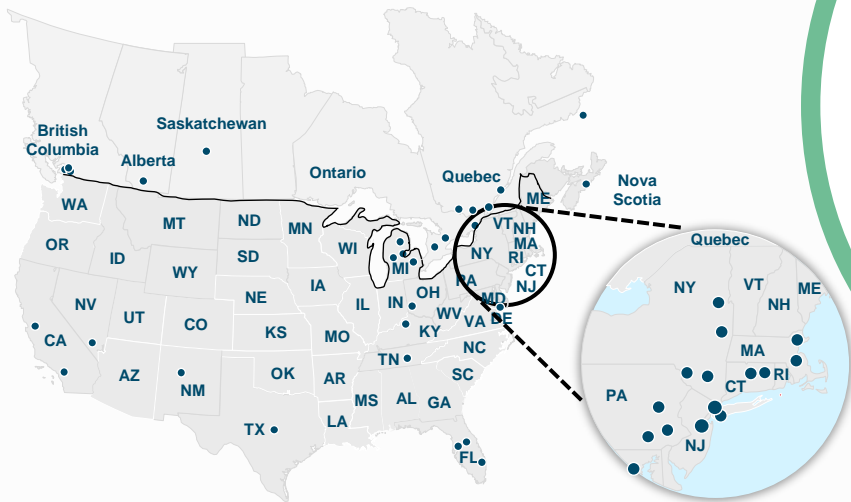 British
Columbia
Alberta
Saskatchewan
Ontario
Quebec
Nova
Scotia
WA
MT
ND
MN
ME
OR
ID
WY
SD
WI
MI
NY
VT
NH
MA
RI
CT
NJ
PA
NV
UT
CO
NE
IA
IL
IN
OH
MD
DE
CA
KS
MO
KY
WV
VA
AZ
NM
OK
AR
TN
NC
SC
TX
LA
MS
AL
GA
FL
Quebec
NY
VT
NH
ME
MA
CT
RI
PA
NJ